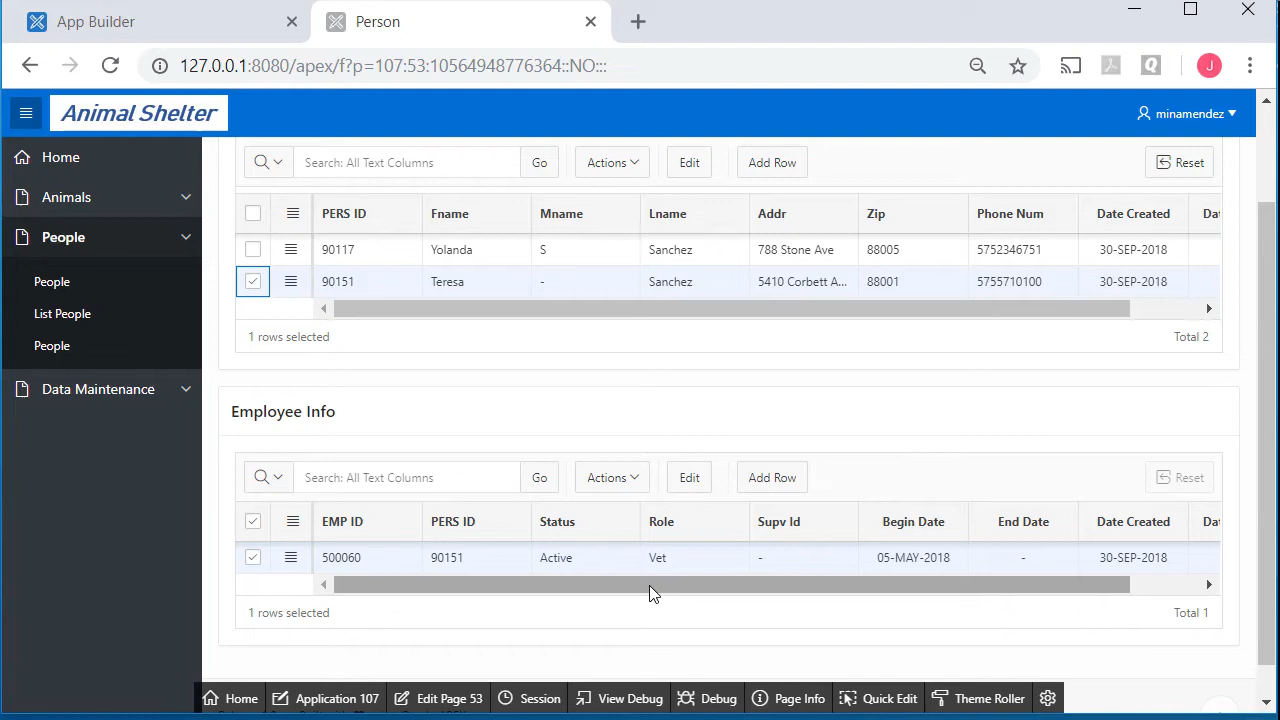 App Builder
Person
127.0.0.1:8080/apex/f?p=107:53:10564948776364::NO:::
J
Animal Shelter
minamendez
Home
Animals
People
People
List People
People
Data Maintenance
Search: All Text Columns Go Actions Edit Add Row Reset
PERS ID Fname Mname Lname Addr Zip Phone Num Date Created Da
90117 Yolanda S Sanchez 788 Stone Ave 88005 5752346751 30-SEP-2018
90151 Teresa - Sanchez 5410 Corbett A... 88001 5755710100 30-SEP-2018
1 rows selected Total 2
Employee Info
Search: All Text Columns Go Actions Edit Add Row Reset
EMP ID PERS ID Status Role Supv Id Begin Date End Date Date Created Da
500060 90151 Active Vet - 05-MAY-2018 - 30-SEP-2018
1 rows selected Total 1
Home Application 107 Edit Page 53 Session View Debug Debug Page Info Quick Edit Theme Roller